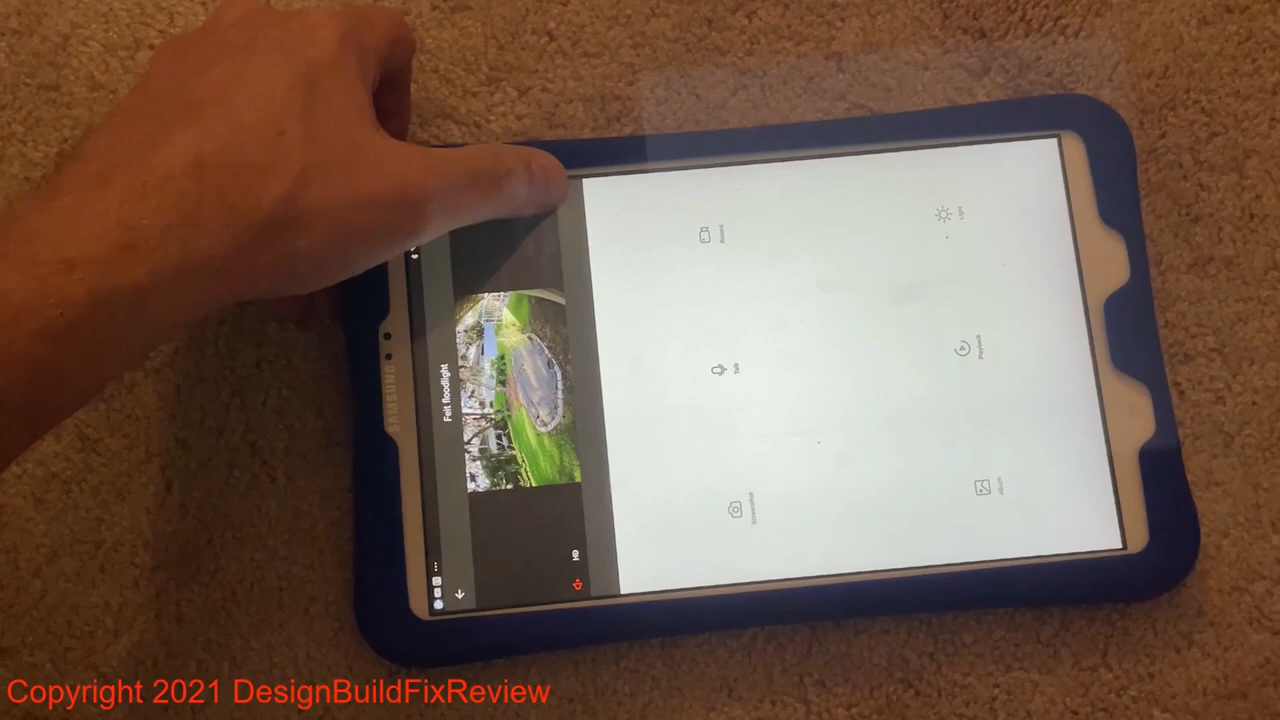 SAMSUNG
Feit floodlight
HD
Screenshot
Talk
Record
Album
Playback
Light
Copyright 2021 DesignBuildFixReview